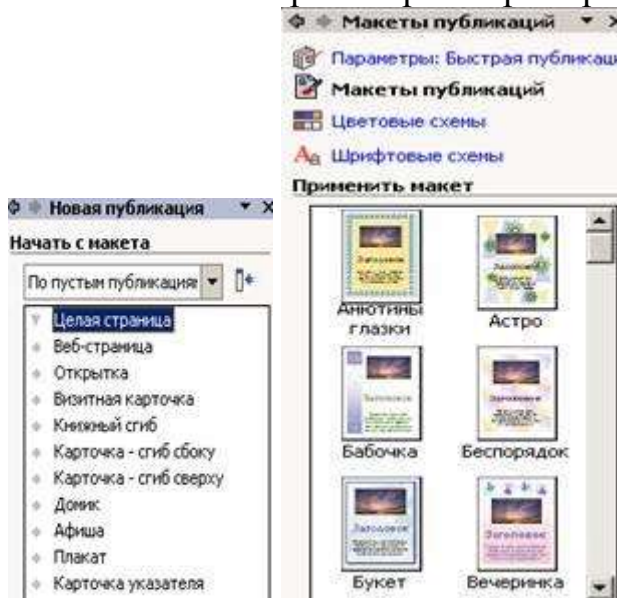 Макеты публикаций
Параметры: Быстрая публикаци
Макеты публикаций
Цветовые схемы
Шрифтовые схемы
Применить макет
Анютины
глазки
Астро
Бабочка
Беспорядок
Букет
Вечеринка
Новая публикация
Начать с макета
По пустым публикация
Целая страница
Веб-страница
Открытка
Визитная карточка
Книжный сгиб
Карточка - сгиб сбоку
Карточка - сгиб сверху
Домик
Афиша
Плакат
Карточка указателя